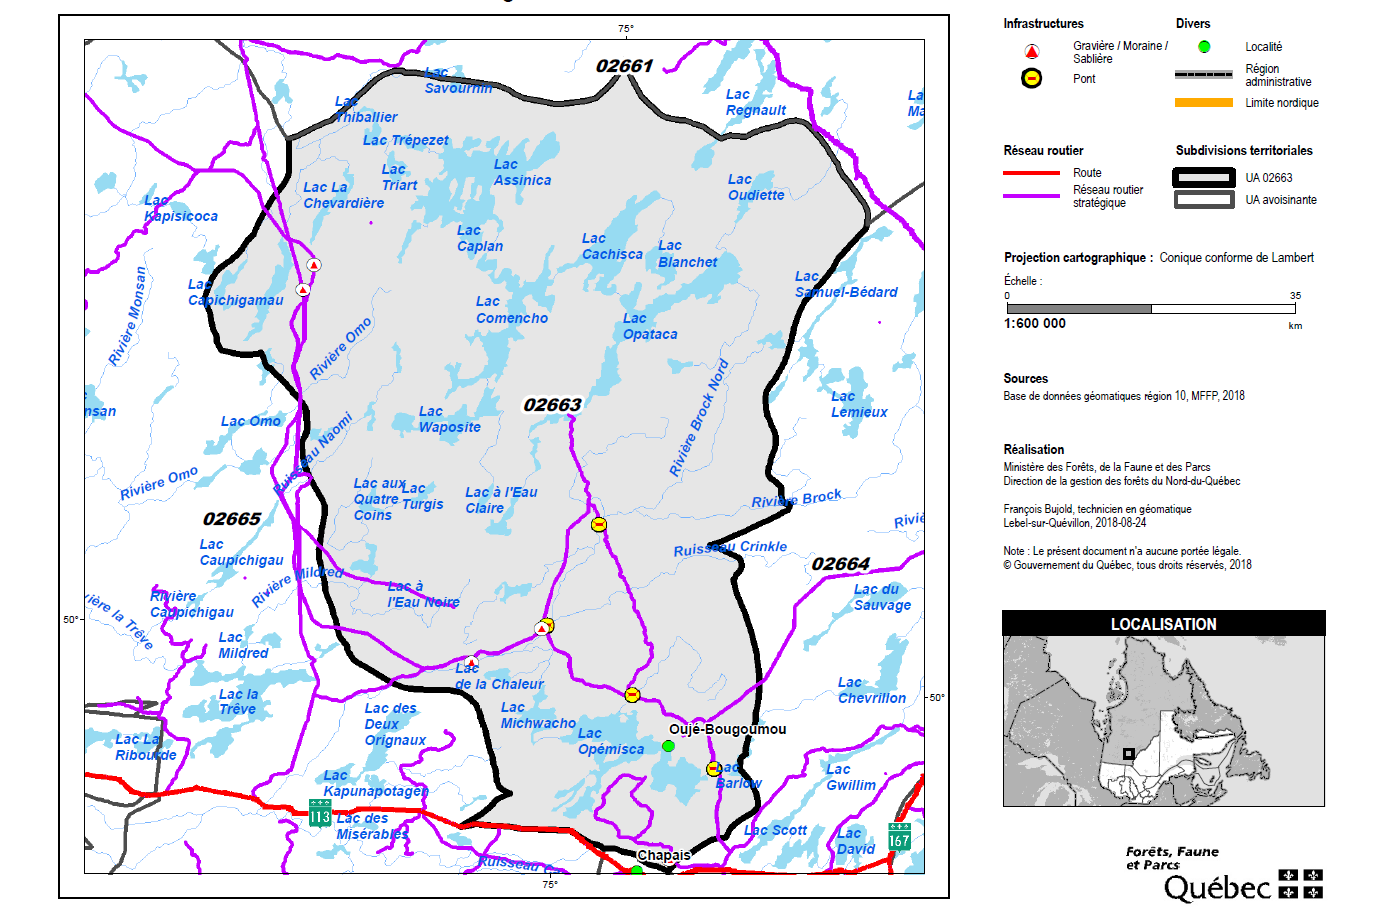 75°
02661
Lac
Savournin
Lac
Thiballier
Lac
Regnault
La
Ma
Lac Trépezet
Lac
Assinica
Lac
Triart
Lac La
Chevardière
Lac
Oudiette
Lac
Kapisicoca
Lac
Caplan
Lac
Cachisca
Lac
Blanchet
Lac
Capichigamau
Lac
Samuel-Bédard
Rivière Monsan
Lac
Comencho
Lac
Opataca
Rivière Omo
Rivière Brock Nord
02663
nsan
Lac Omo
Lac
Waposite
Lac
Lemieux
Ruisseau Naomi
Rivière Omo
Lac aux
Quatre
Coins
Lac
Turgis
Lac à l'Eau
Claire
Rivière Brock
Riviè
02665
Lac
Caupichigau
Ruisseau Crinkle
02664
Rivière Mildred
Lac à
l'Eau Noire
Lac du
Sauvage
Rivière
Cappichigau
ière la Trêve
50°
Lac
Mildred
Lac
de la Chaleur
Lac la
Trêve
Lac
Chevrillon
50°
Lac des
Deux
Orignaux
Lac
Michwacho
Lac
Opémisca
Oujé-Bougoumou
Lac La
Ribourde
Lac
Barlow
Lac
Gwillim
Lac
Kapunapotagen
113
Lac des
Misérables
Lac Scott
Lac
David
167
Chapais
Ruisseau
75°
Infrastructures
Gravière / Moraine /
Sablière
Pont
Divers
Localité
Région
administrative
Limite nordique
Réseau routier
Route
Réseau routier
stratégique
Subdivisions territoriales
UA 02663
UA avoisinante
Projection cartographique : Conique conforme de Lambert
Échelle :
0 35
1:600 000 km
Sources
Base de données géomatiques région 10, MFFP, 2018
Réalisation
Ministère des Forêts, de la Faune et des Parcs
Direction de la gestion des forêts du Nord-du-Québec
François Bujold, technicien en géomatique
Lebel-sur-Quévillon, 2018-08-24
Note : Le présent document n'a aucune portée légale.
© Gouvernement du Québec, tous droits réservés, 2018
LOCALISATION
Forêts, Faune
et Parcs
Québec